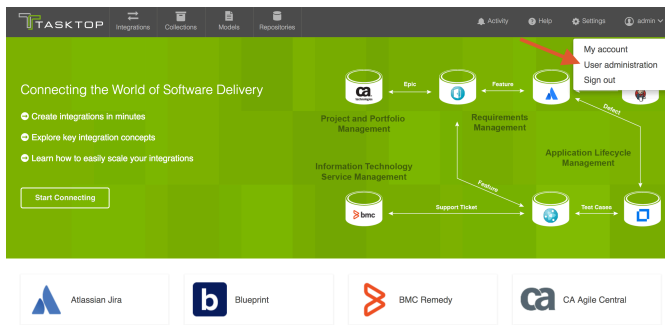 TASKTOP
Integrations
Collections
Models
Repositories
Activity
Help
Settings
admin
My account
User administration
Sign out
Connecting the World of Software Delivery
Create integrations in minutes
Explore key integration concepts
Learn how to easily scale your integrations
Start Connecting
ca
technologies
Epic
Feature
Defect
Project and Portfolio
Management
Requirements
Management
Application Lifecycle
Management
Information Technology
Service Management
Feature
bmc
Support Ticket
Test Cases
Atlassian Jira
b
Blueprint
BMC Remedy
ca
CA Agile Central